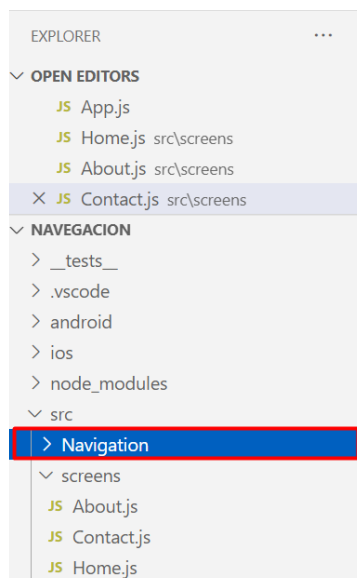 EXPLORER ...
OPEN EDITORS
JS App.js
JS Home.js src\screens
JS About.js src\screens
JS Contact.js src\screens
NAVEGACION
__tests__
.vscode
android
ios
node_modules
src
Navigation
screens
JS About.js
JS Contact.js
JS Home.js